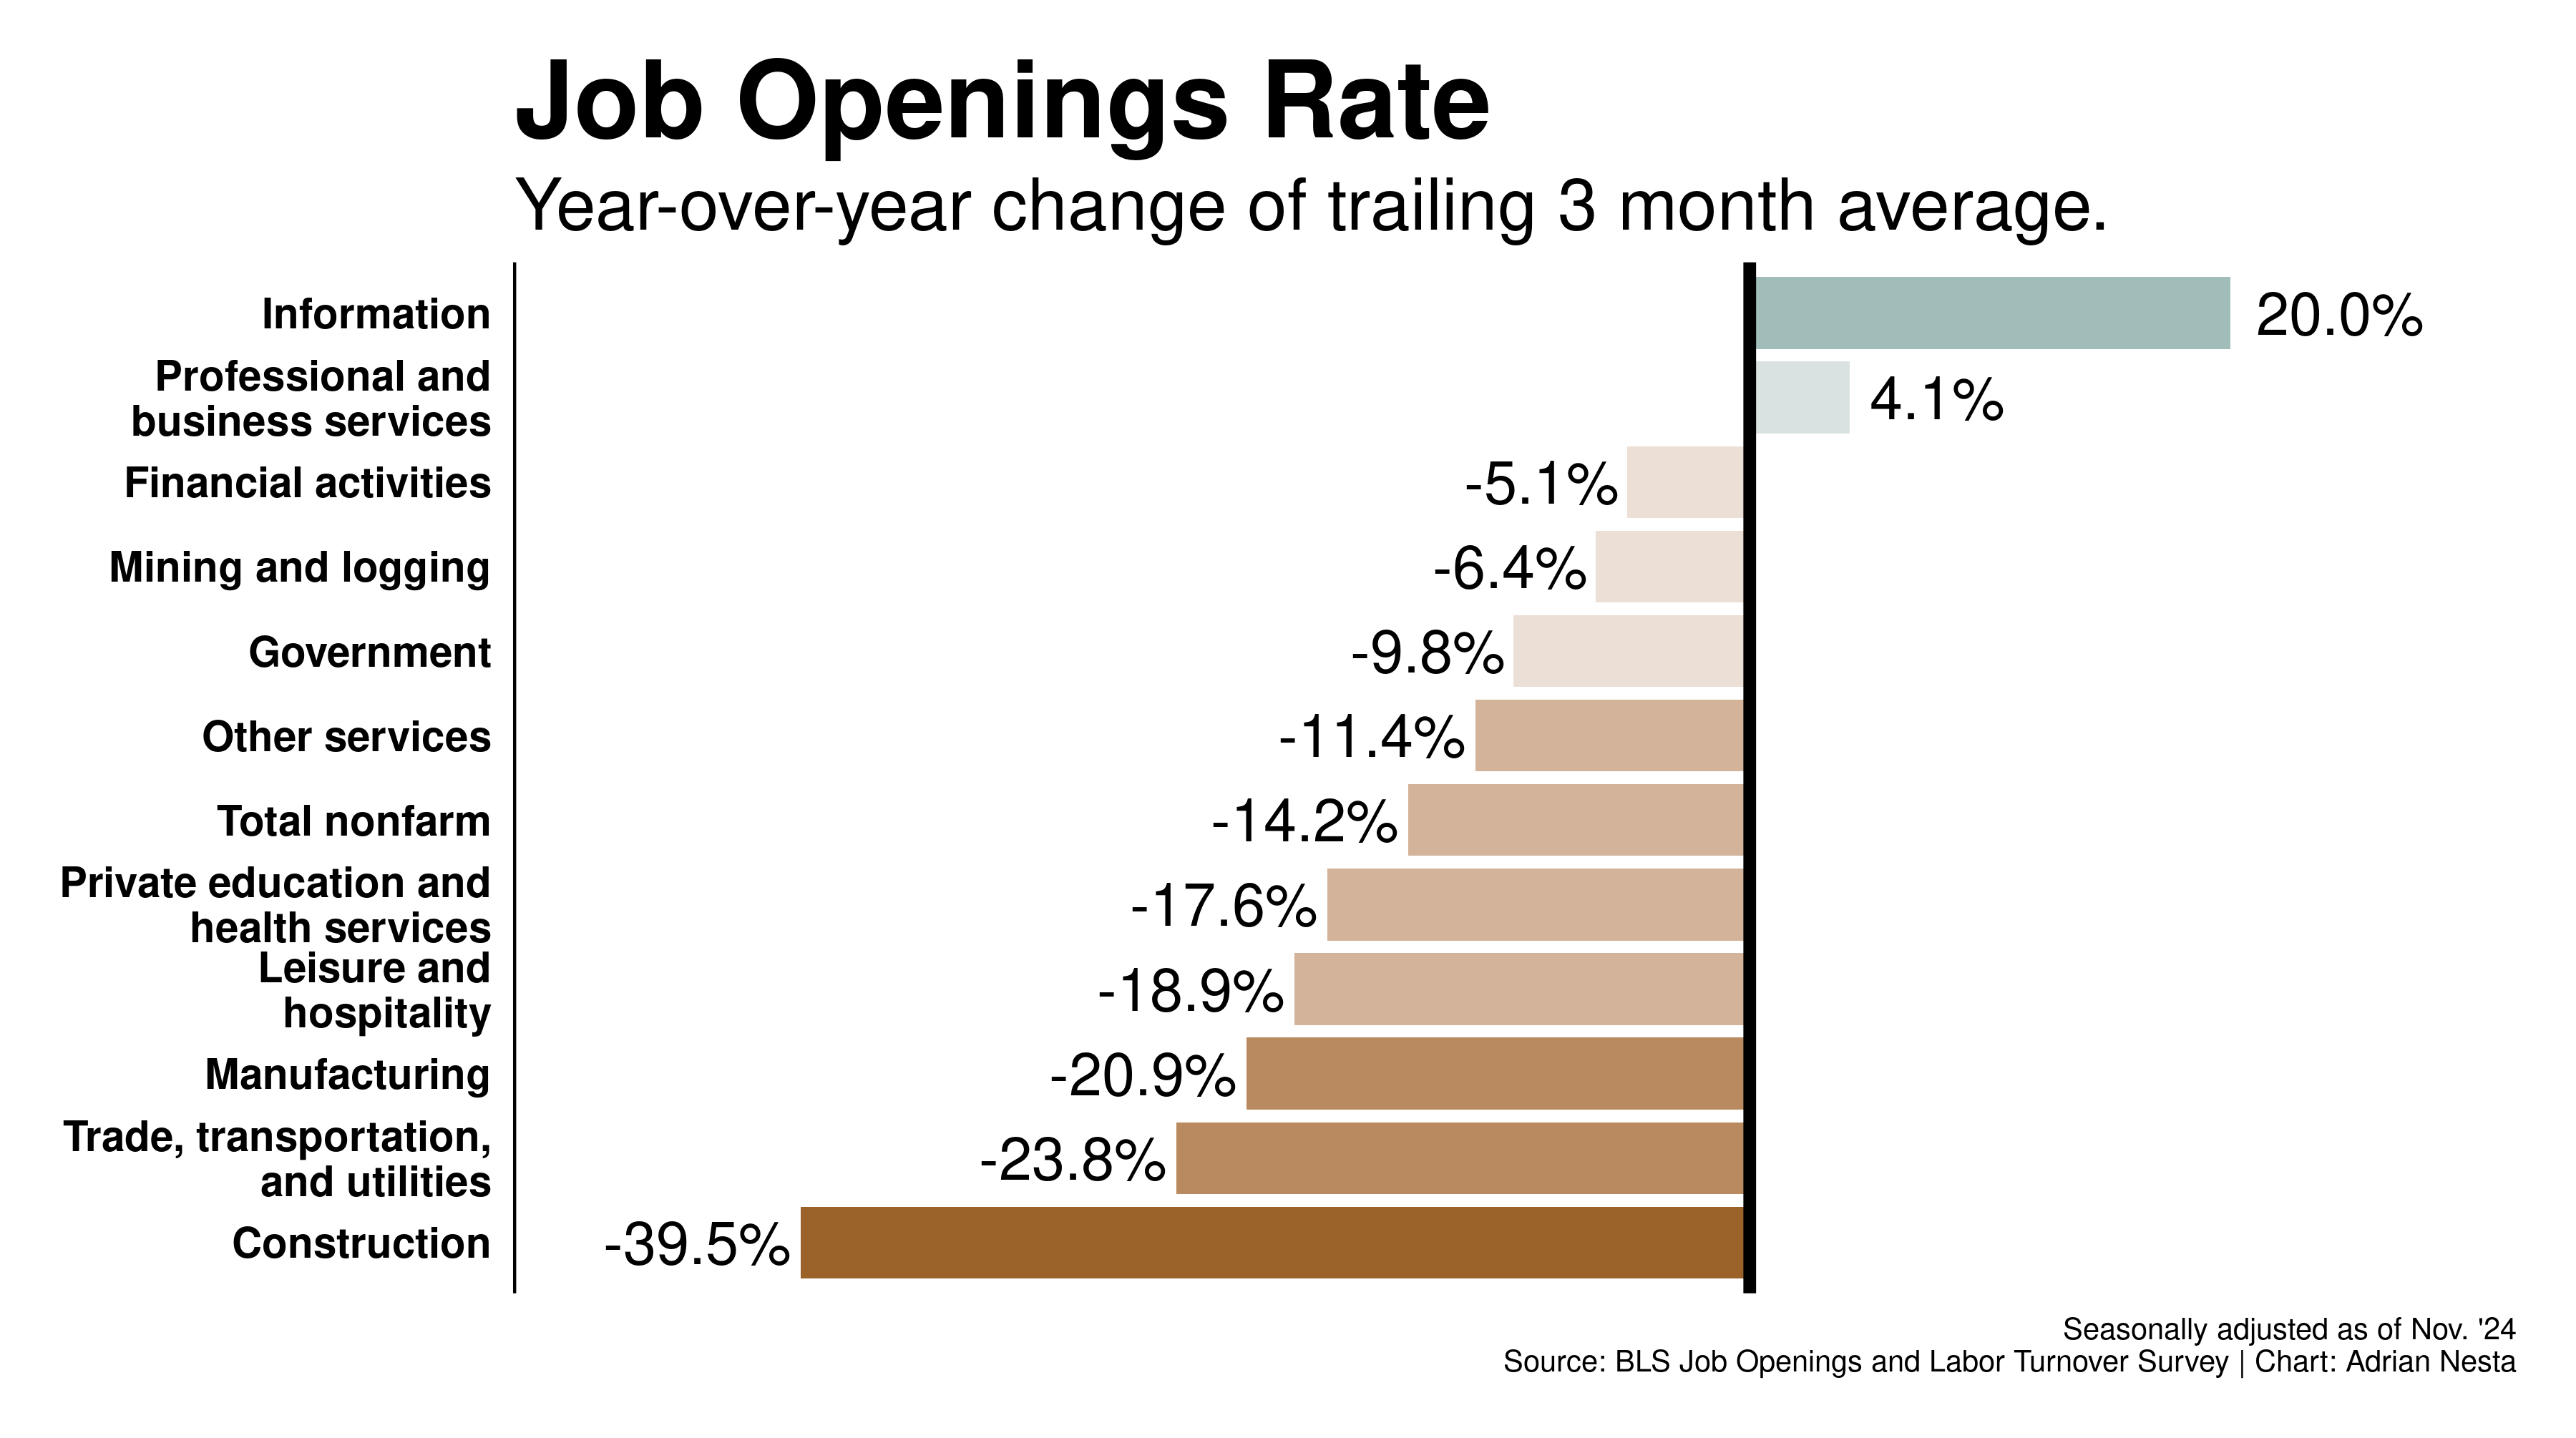 Job Openings Rate
Year-over-year change of trailing 3 month average.
Information
20.0%
Professional and
business services
4.1%
Financial activities
-5.1%
Mining and logging
-6.4%
Government
-9.8%
Other services
-11.4%
Total nonfarm
-14.2%
Private education and
health services
-17.6%
Leisure and
hospitality
-18.9%
Manufacturing
-20.9%
Trade, transportation,
and utilities
-23.8%
Construction
-39.5%
Seasonally adjusted as of Nov. '24
Source: BLS Job Openings and Labor Turnover Survey | Chart: Adrian Nesta